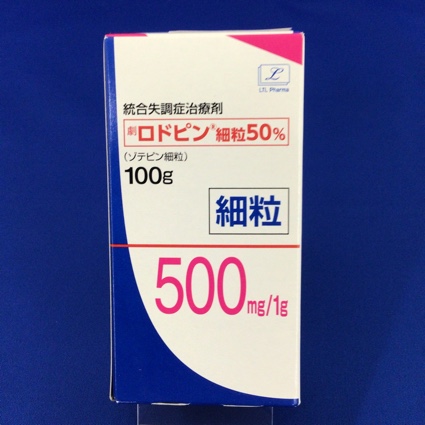 L
LTL Pharma
統合失調症治療剤
劇 ロドピン®細粒50%
(ゾテピン細粒)
100g
細粒
500mg/1g